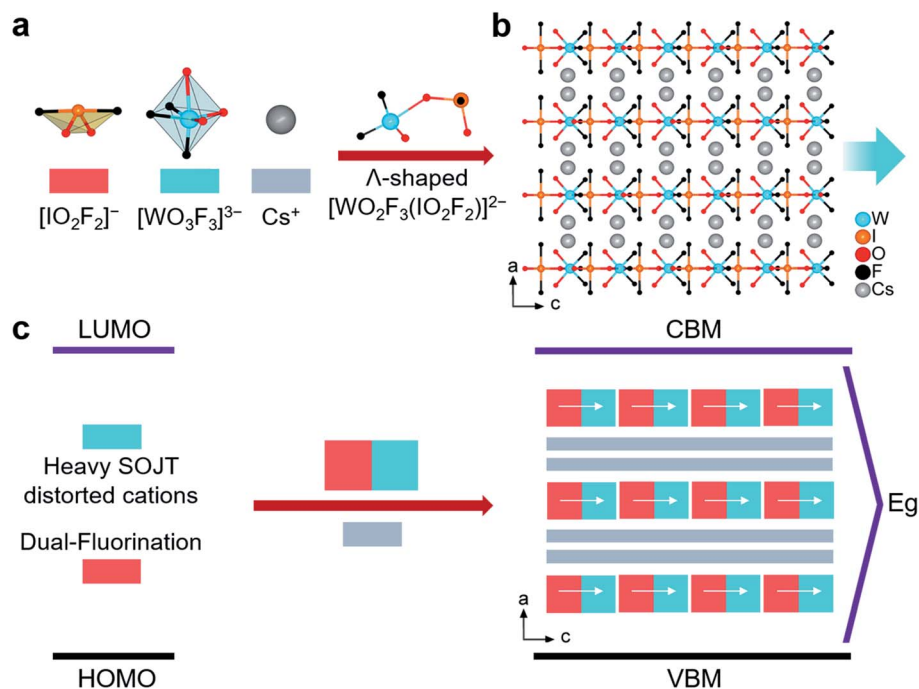 a
[IO₂F₂]⁻
[WO₃F₃]³⁻
Cs⁺
Λ-shaped
[WO₂F₃(IO₂F₂)]²⁻
b
W
I
O
F
Cs
a
c
c
LUMO
Heavy SOJT
distorted cations
Dual-Fluorination
HOMO
CBM
Eg
a
c
VBM